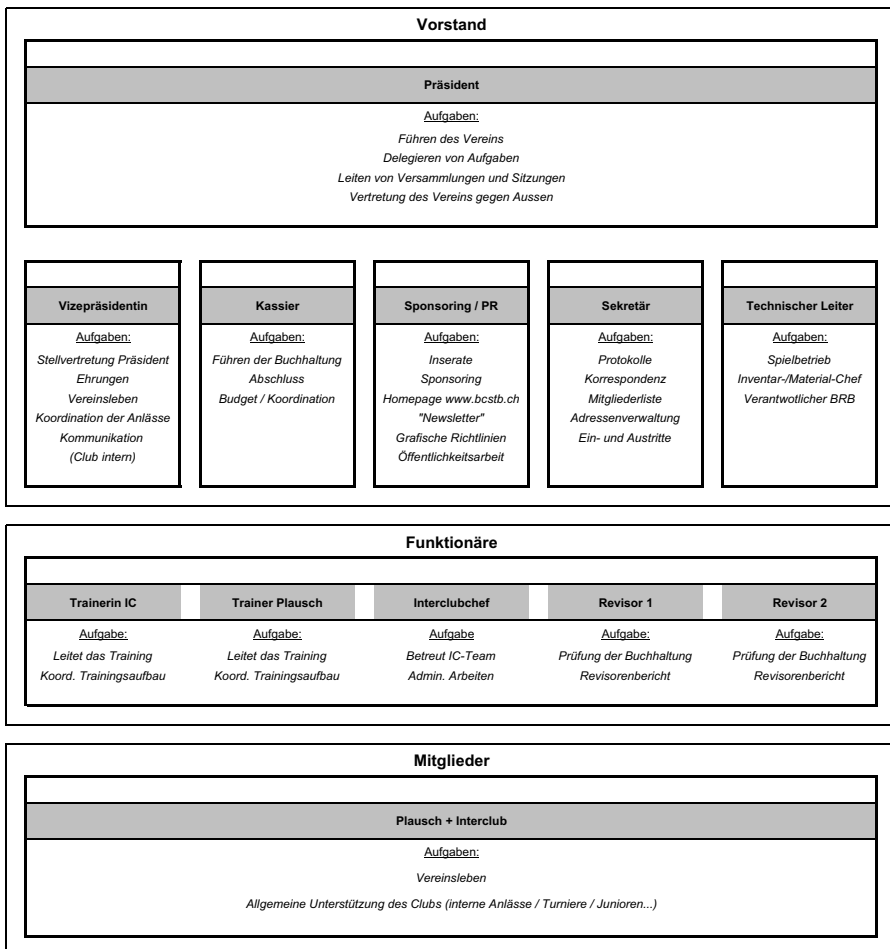 Vorstand
Präsident
Aufgaben:
Führen des Vereins
Delegieren von Aufgaben
Leiten von Versammlungen und Sitzungen
Vertretung des Vereins gegen Aussen
Vizepräsidentin
Aufgaben:
Stellvertretung Präsident
Ehrungen
Vereinsleben
Koordination der Anlässe
Kommunikation
(Club intern)
Kassier
Aufgaben:
Führen der Buchhaltung
Abschluss
Budget / Koordination
Sponsoring / PR
Aufgaben:
Inserate
Sponsoring
Homepage www.bcstb.ch
"Newsletter"
Grafische Richtlinien
Öffentlichkeitsarbeit
Sekretär
Aufgaben:
Protokolle
Korrespondenz
Mitgliederliste
Adressenverwaltung
Ein- und Austritte
Technischer Leiter
Aufgaben:
Spielbetrieb
Inventar-/Material-Chef
Verantwotlicher BRB
Funktionäre
Trainerin IC
Aufgabe:
Leitet das Training
Koord. Trainingsaufbau
Trainer Plausch
Aufgabe:
Leitet das Training
Koord. Trainingsaufbau
Interclubchef
Aufgabe
Betreut IC-Team
Admin. Arbeiten
Revisor 1
Aufgabe:
Prüfung der Buchhaltung
Revisorenbericht
Revisor 2
Aufgabe:
Prüfung der Buchhaltung
Revisorenbericht
Mitglieder
Plausch + Interclub
Aufgaben:
Vereinsleben
Allgemeine Unterstützung des Clubs (interne Anlässe / Turniere / Junioren...)